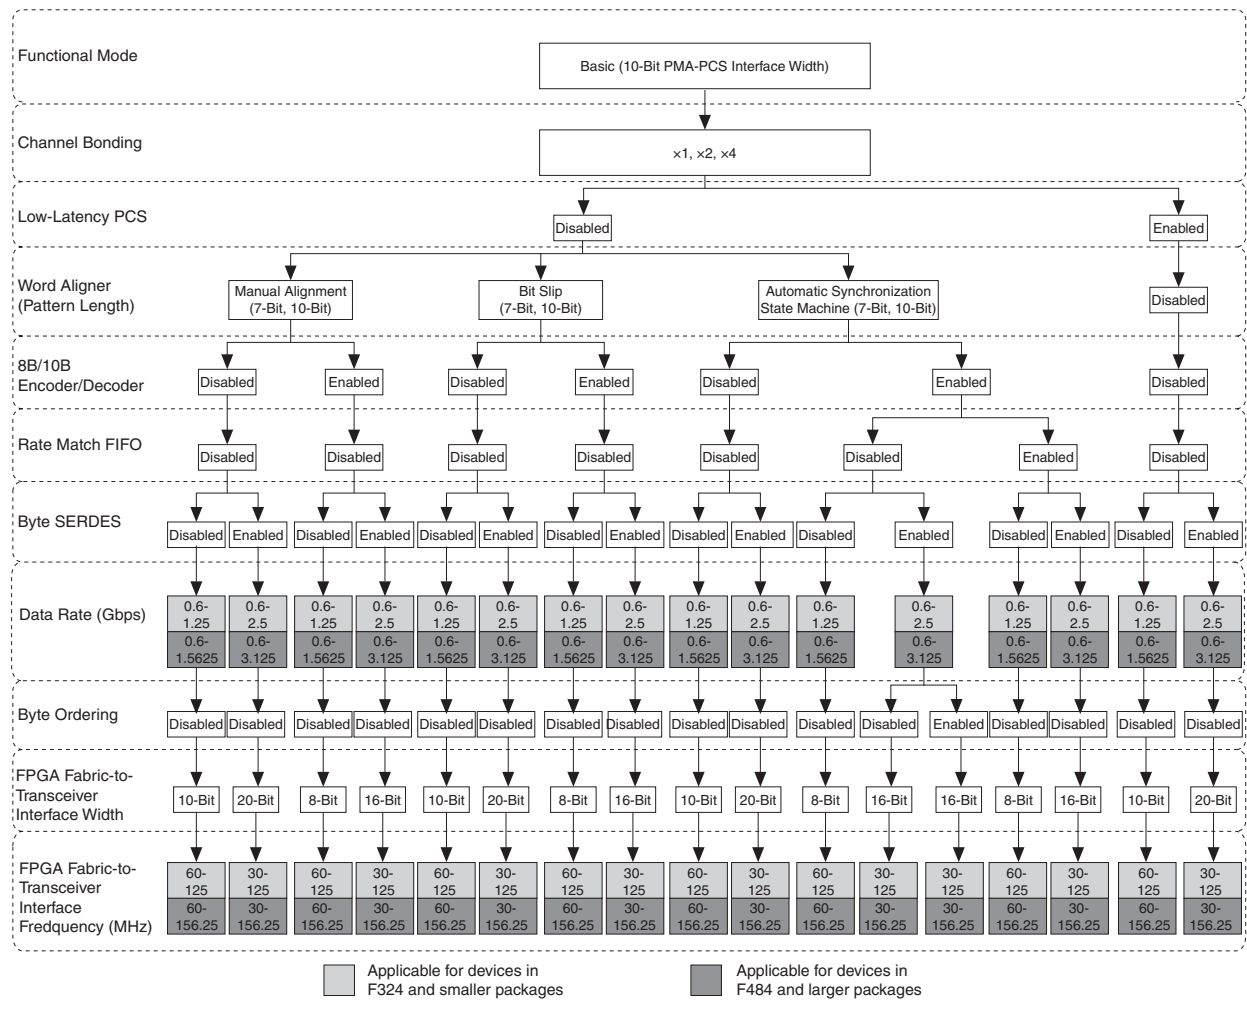 Functional Mode
Basic (10-Bit PMA-PCS Interface Width)
Channel Bonding
×1, ×2, ×4
Low-Latency PCS
Disabled Enabled
Word Aligner
(Pattern Length)
Manual Alignment
(7-Bit, 10-Bit)
Bit Slip
(7-Bit, 10-Bit)
Automatic Synchronization
State Machine (7-Bit, 10-Bit)
Disabled
8B/10B
Encoder/Decoder
Disabled Enabled Disabled Enabled Disabled Enabled Disabled
Rate Match FIFO
Disabled Disabled Disabled Disabled Disabled Disabled Enabled Disabled
Byte SERDES
Disabled Enabled Disabled Enabled Disabled Enabled Disabled Enabled Disabled Enabled Disabled Enabled Disabled Enabled Disabled Enabled
Data Rate (Gbps)
0.6- 0.6- 0.6- 0.6- 0.6- 0.6- 0.6- 0.6- 0.6- 0.6- 0.6- 0.6- 0.6- 0.6- 0.6- 0.6-
1.25 2.5 1.25 2.5 1.25 2.5 1.25 2.5 1.25 2.5 1.25 2.5 1.25 2.5 1.25 2.5
0.6- 0.6- 0.6- 0.6- 0.6- 0.6- 0.6- 0.6- 0.6- 0.6- 0.6- 0.6- 0.6- 0.6- 0.6- 0.6-
1.5625 3.125 1.5625 3.125 1.5625 3.125 1.5625 3.125 1.5625 3.125 1.5625 3.125 1.5625 3.125 1.5625 3.125
Byte Ordering
Disabled Disabled Disabled Disabled Disabled Disabled Disabled Disabled Disabled Disabled Disabled Disabled Enabled Disabled Disabled Disabled Disabled
FPGA Fabric-to-
Transceiver
Interface Width
10-Bit 20-Bit 8-Bit 16-Bit 10-Bit 20-Bit 8-Bit 16-Bit 10-Bit 20-Bit 8-Bit 16-Bit 16-Bit 8-Bit 16-Bit 10-Bit 20-Bit
FPGA Fabric-to-
Transceiver
Interface
Fredquency (MHz)
60- 30- 60- 30- 60- 30- 60- 30- 60- 30- 60- 30- 30- 60- 30- 60- 30-
125 125 125 125 125 125 125 125 125 125 125 125 125 125 125 125 125
60- 30- 60- 30- 60- 30- 60- 30- 60- 30- 60- 30- 30- 60- 30- 60- 30-
156.25 156.25 156.25 156.25 156.25 156.25 156.25 156.25 156.25 156.25 156.25 156.25 156.25 156.25 156.25 156.25 156.25
Applicable for devices in
F324 and smaller packages
Applicable for devices in
F484 and larger packages